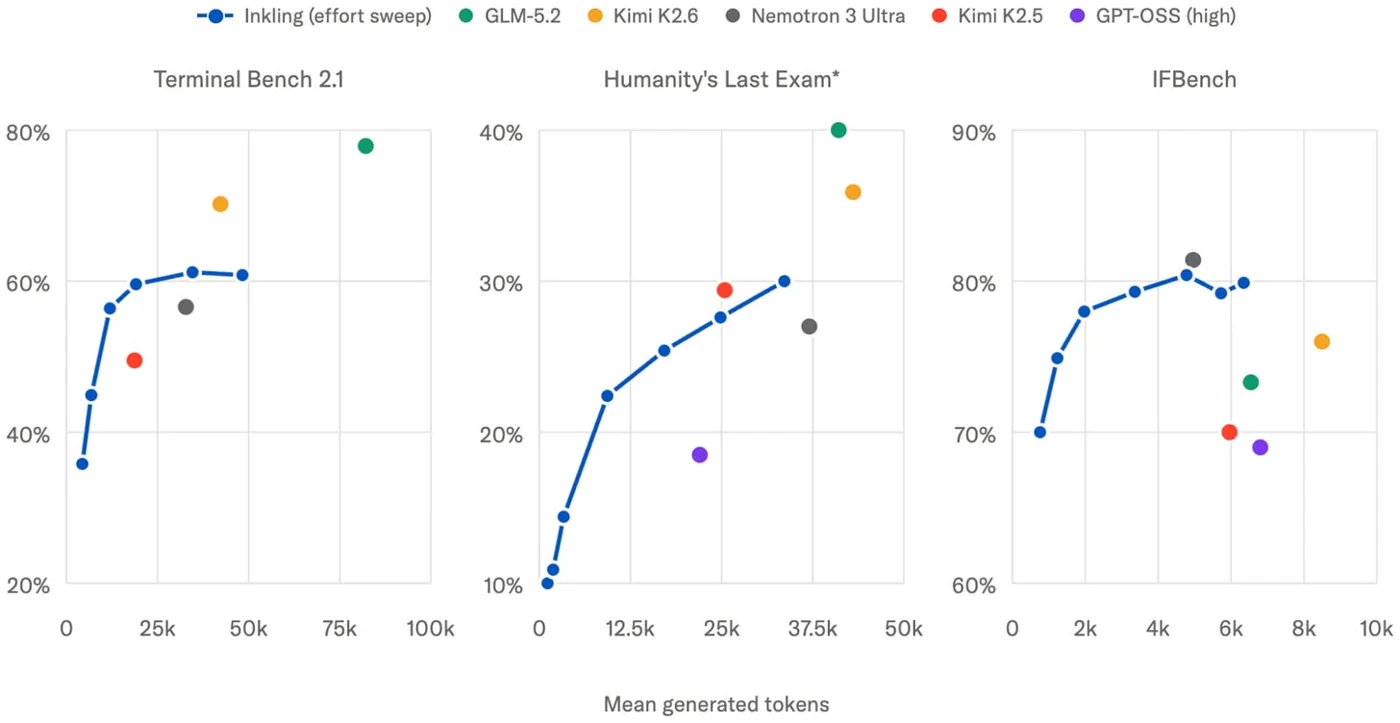 Inkling (effort sweep) GLM-5.2 Kimi K2.6 Nemotron 3 Ultra Kimi K2.5 GPT-OSS (high)
Terminal Bench 2.1
80%
60%
40%
20%
0 25k 50k 75k 100k
Humanity's Last Exam*
40%
30%
20%
10%
0 12.5k 25k 37.5k 50k
IFBench
90%
80%
70%
60%
0 2k 4k 6k 8k 10k
Mean generated tokens